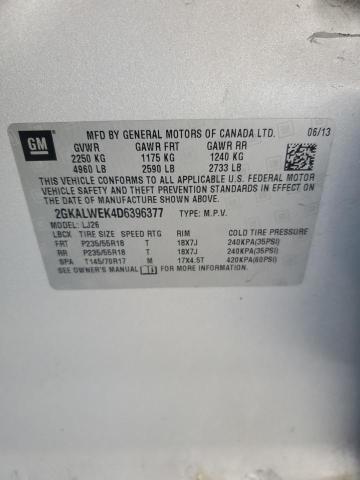 GM
MFD BY GENERAL MOTORS OF CANADA LTD. 06/13
GVWR GAWR FRT GAWR RR
2250 KG 1175 KG 1240 KG
4960 LB 2590 LB 2733 LB
THIS VEHICLE CONFORMS TO ALL APPLICABLE U.S. FEDERAL MOTOR
VEHICLE SAFETY AND THEFT PREVENTION STANDARDS IN EFFECT ON
THE DATE OF MANUFACTURE SHOWN ABOVE.
2GKALWEK4D6396377 TYPE: M.P.V.
MODEL: LJ26
LBCK TIRE SIZE SPEED RTG RIM COLD TIRE PRESSURE
FRT P235/55R18 T 18X7J 240KPA(35PSI)
RR P235/55R18 T 18X7J 240KPA(35PSI)
SPA T145/70R17 M 17X4.5T 420KPA(60PSI)
SEE OWNER'S MANUAL FOR MORE INFORMATION.